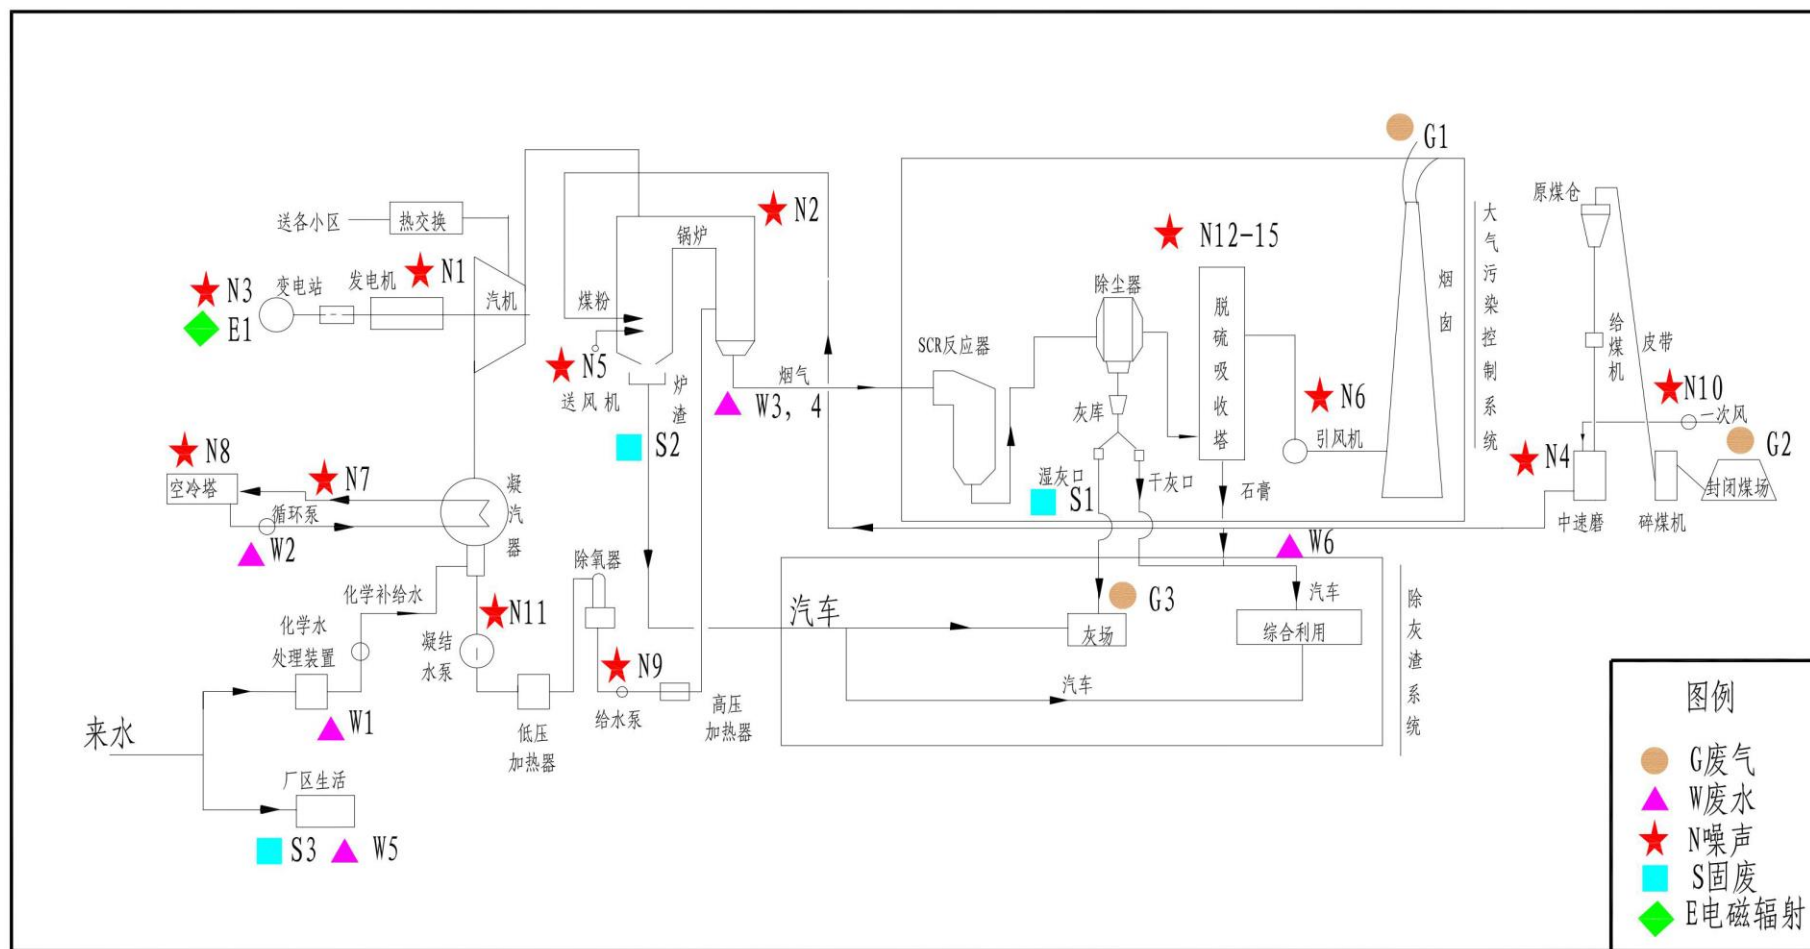 G1
原煤仓
N2
送各小区
热交换
锅炉
N12-15
大气污染控制系统
烟囱
N3
变电站
发电机
N1
汽机
煤粉
除尘器
脱硫吸收塔
E1
SCR反应器
给煤机
皮带
N5
送风机
炉渣
烟气
W3, 4
灰库
N6
引风机
N10
一次风
N8
S2
N4
G2
空冷塔
N7
凝汽器
湿灰口
干灰口
石膏
封闭煤场
循环泵
S1
中速磨
碎煤机
W2
除氧器
W6
化学补给水
G3
汽车
除灰渣系统
N11
汽车
化学水
处理装置
凝结
水泵
灰场
综合利用
N9
汽车
W1
给水泵
高压
加热器
来水
低压
加热器
厂区生活
S3
W5
图例
G废气
W废水
N噪声
S固废
E电磁辐射